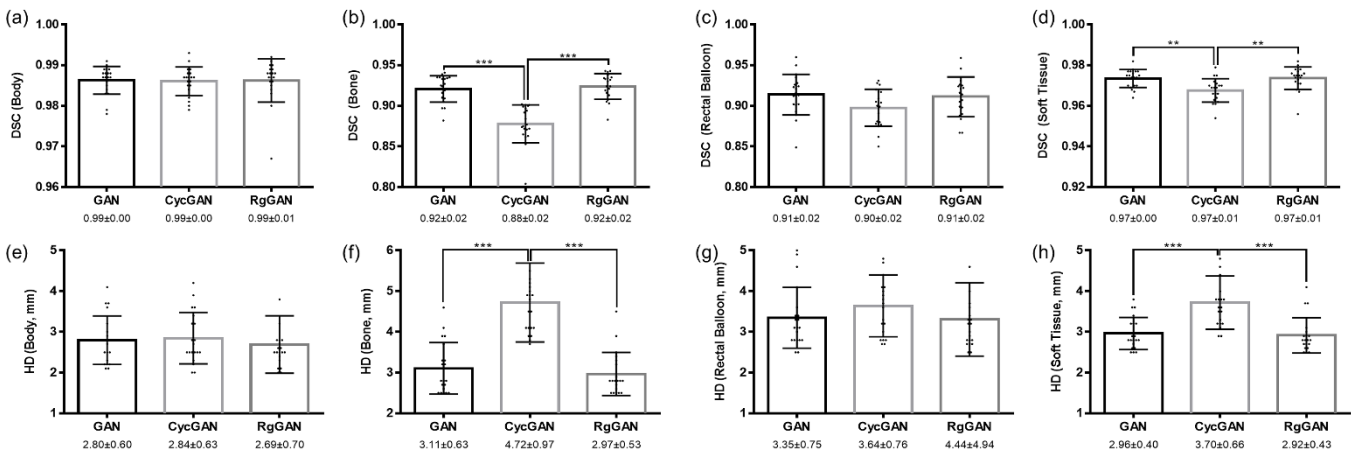 (a)
DSC (Body)
1.00
0.99
0.98
0.97
0.96
GAN CycGAN RgGAN
0.99±0.00 0.99±0.00 0.99±0.01
(b)
DSC (Bone)
1.00
0.95
0.90
0.85
0.80
*** ***
GAN CycGAN RgGAN
0.92±0.02 0.88±0.02 0.92±0.02
(c)
DSC (Rectal Balloon)
1.00
0.95
0.90
0.85
0.80
GAN CycGAN RgGAN
0.91±0.02 0.90±0.02 0.91±0.02
(d)
DSC (Soft Tissue)
1.00
0.98
0.96
0.94
0.92
** **
GAN CycGAN RgGAN
0.97±0.00 0.97±0.01 0.97±0.01
(e)
HD (Body, mm)
5
4
3
2
1
GAN CycGAN RgGAN
2.80±0.60 2.84±0.63 2.69±0.70
(f)
HD (Bone, mm)
6
5
4
3
2
*** ***
GAN CycGAN RgGAN
3.11±0.63 4.72±0.97 2.97±0.53
(g)
HD (Rectal Balloon, mm)
5
4
3
2
1
GAN CycGAN RgGAN
3.35±0.75 3.64±0.76 4.44±4.94
(h)
HD (Soft Tissue, mm)
5
4
3
2
1
*** ***
GAN CycGAN RgGAN
2.96±0.40 3.70±0.66 2.92±0.43